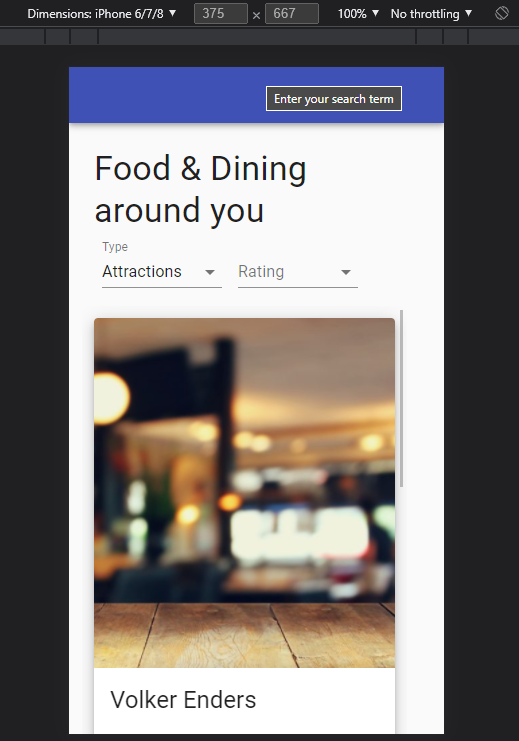 Dimensions: iPhone 6/7/8 ▼ 375 × 667 100% ▼ No throttling ▼
Enter your search term
Food & Dining
around you
Type
Attractions Rating
Volker Enders